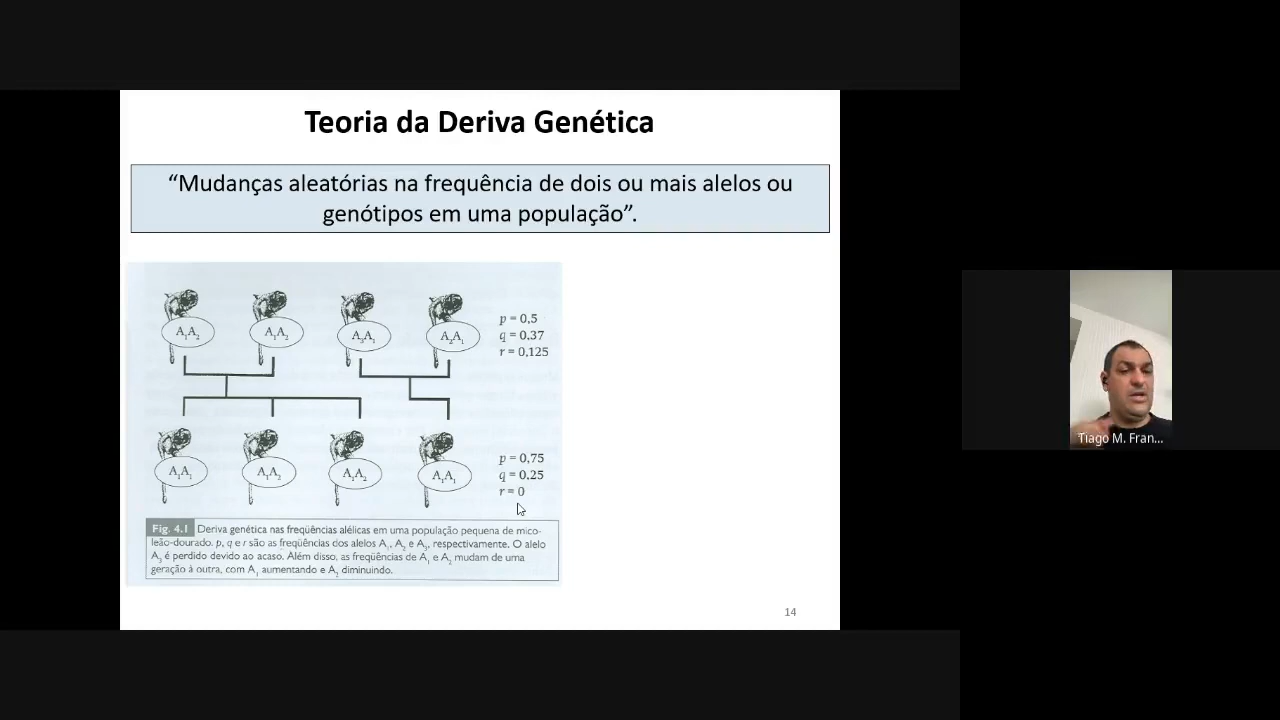 Teoria da Deriva Genética
“Mudanças aleatórias na frequência de dois ou mais alelos ou
genótipos em uma população”.
A₁A₂ A₁A₂ A₃A₁ A₂A₁
p = 0,5
q = 0.37
r = 0,125
A₁A₁ A₁A₂ A₁A₂ A₁A₁
p = 0,75
q = 0.25
r = 0
Fig. 4.1 Deriva genética nas freqüências alélicas em uma população pequena de mico-
leão-dourado. p, q e r são as freqüências dos alelos A₁, A₂ e A₃, respectivamente. O alelo
A₃ é perdido devido ao acaso. Além disso, as freqüências de A₁ e A₂ mudam de uma
geração à outra, com A₁ aumentando e A₂ diminuindo.
14
Tiago M. Fran...